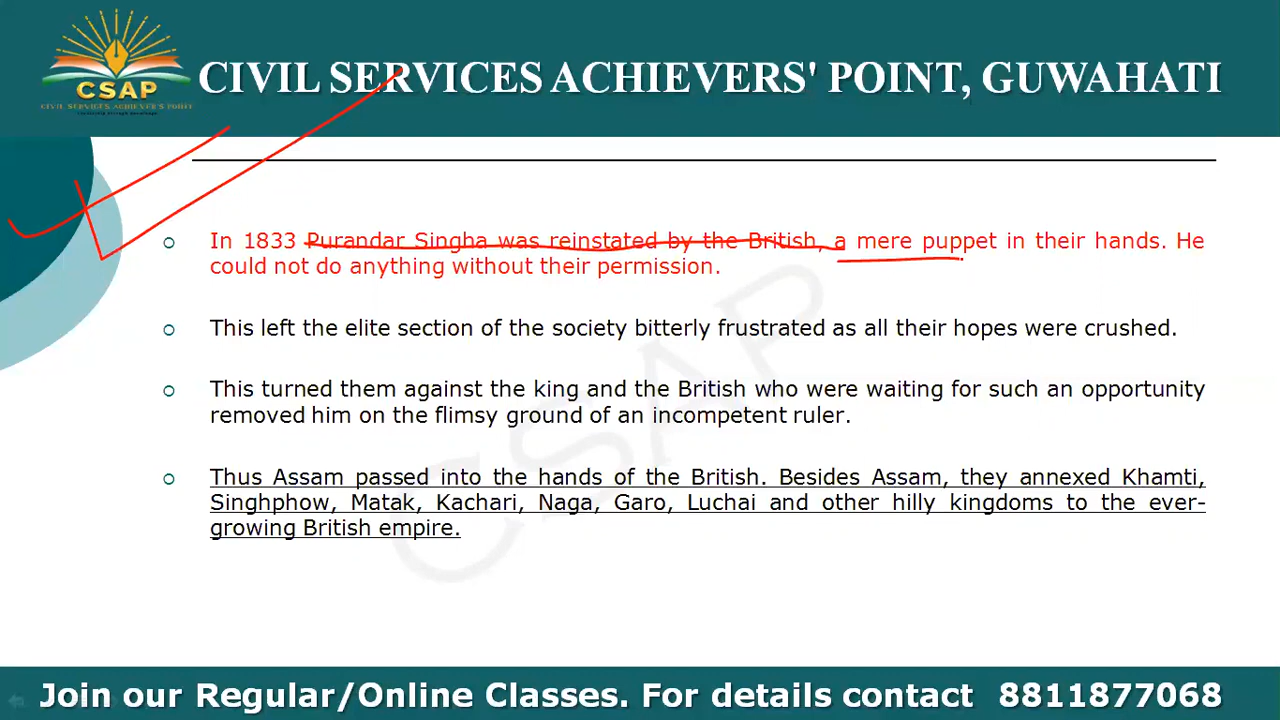 CSAP
CIVIL SERVICES ACHIEVER'S POINT
CIVIL SERVICES ACHIEVERS' POINT, GUWAHATI
In 1833 Purandar Singha was reinstated by the British, a mere puppet in their hands. He
could not do anything without their permission.
This left the elite section of the society bitterly frustrated as all their hopes were crushed.
This turned them against the king and the British who were waiting for such an opportunity
removed him on the flimsy ground of an incompetent ruler.
Thus Assam passed into the hands of the British. Besides Assam, they annexed Khamti,
Singhphow, Matak, Kachari, Naga, Garo, Luchai and other hilly kingdoms to the ever-
growing British empire.
CSAP
Join our Regular/Online Classes. For details contact 8811877068